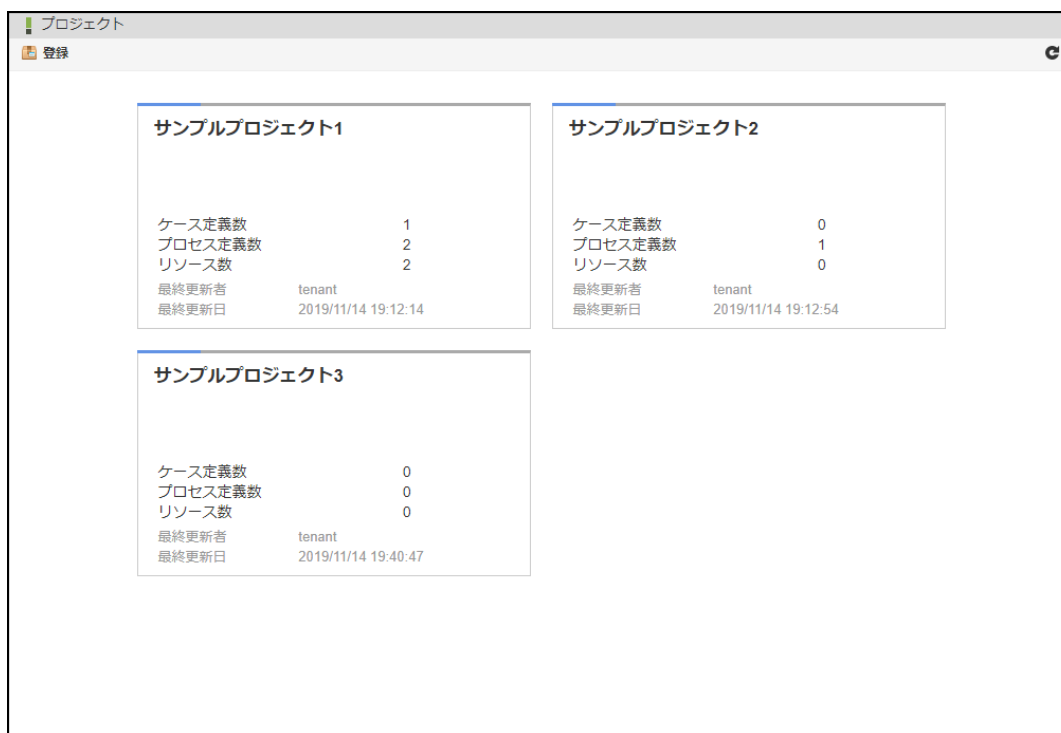 プロジェクト
登録
サンプルプロジェクト1
ケース定義数 1
プロセス定義数 2
リソース数 2
最終更新者 tenant
最終更新日 2019/11/14 19:12:14
サンプルプロジェクト2
ケース定義数 0
プロセス定義数 1
リソース数 0
最終更新者 tenant
最終更新日 2019/11/14 19:12:54
サンプルプロジェクト3
ケース定義数 0
プロセス定義数 0
リソース数 0
最終更新者 tenant
最終更新日 2019/11/14 19:40:47